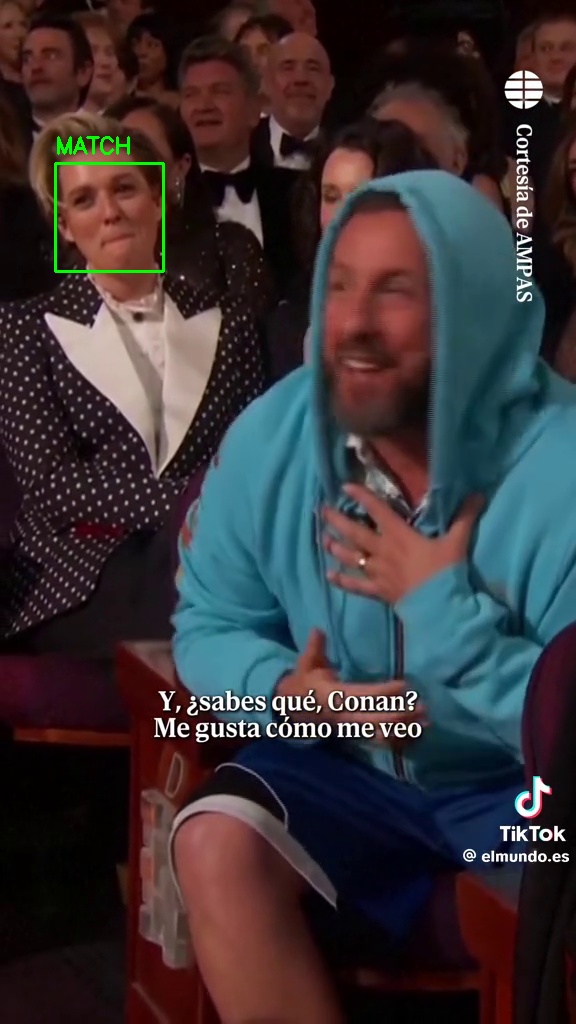 MATCH
Cortesía de AMPAS
Y, ¿sabes qué, Conan?
Me gusta cómo me veo
TikTok
@ elmundo.es